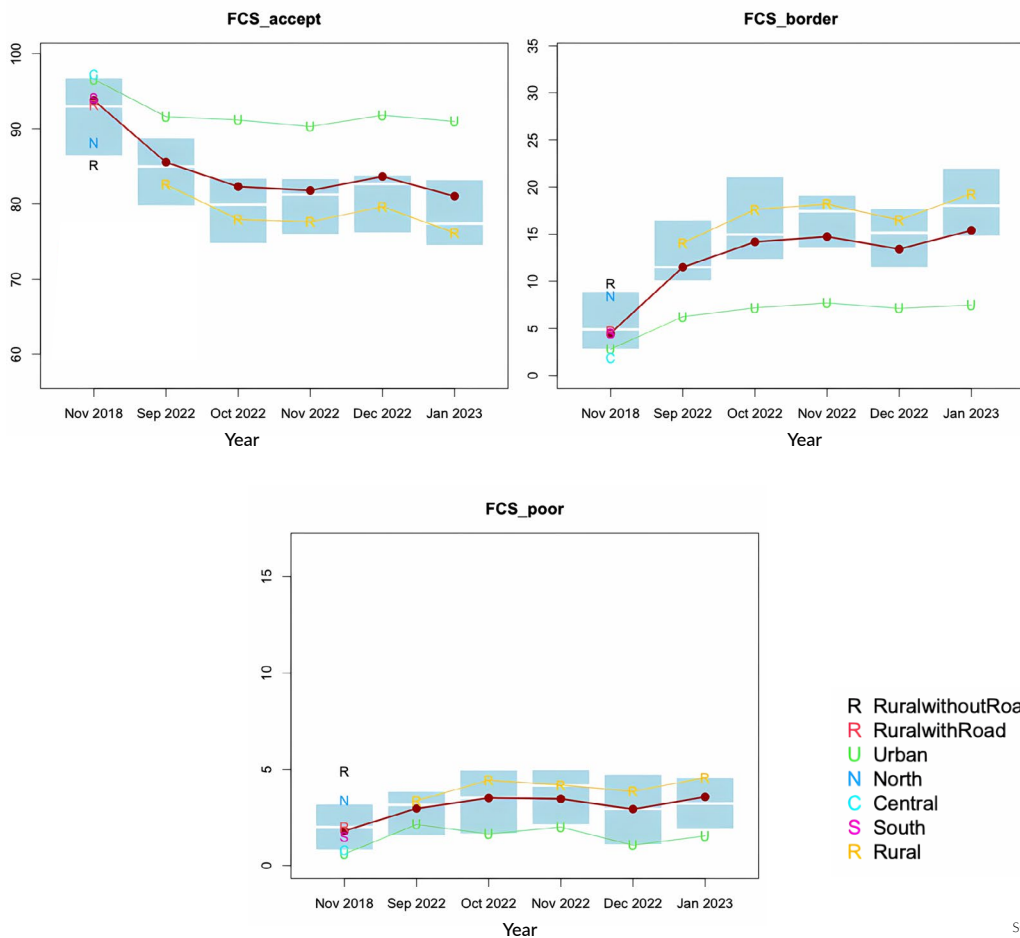 FCS_accept
100
90
80
70
60
C
U
S
R
N
R
U U U U U
R R R R R
Nov 2018 Sep 2022 Oct 2022 Nov 2022 Dec 2022 Jan 2023
Year
FCS_border
35
30
25
20
15
10
5
0
R
N
R
S
U
C
R R R R R
U U U U U
Nov 2018 Sep 2022 Oct 2022 Nov 2022 Dec 2022 Jan 2023
Year
FCS_poor
15
10
5
0
R
N
R
S
C
U
R R R R R
U U U U U
Nov 2018 Sep 2022 Oct 2022 Nov 2022 Dec 2022 Jan 2023
Year
R RuralwithoutRoa
R RuralwithRoad
U Urban
N North
C Central
S South
R Rural
S